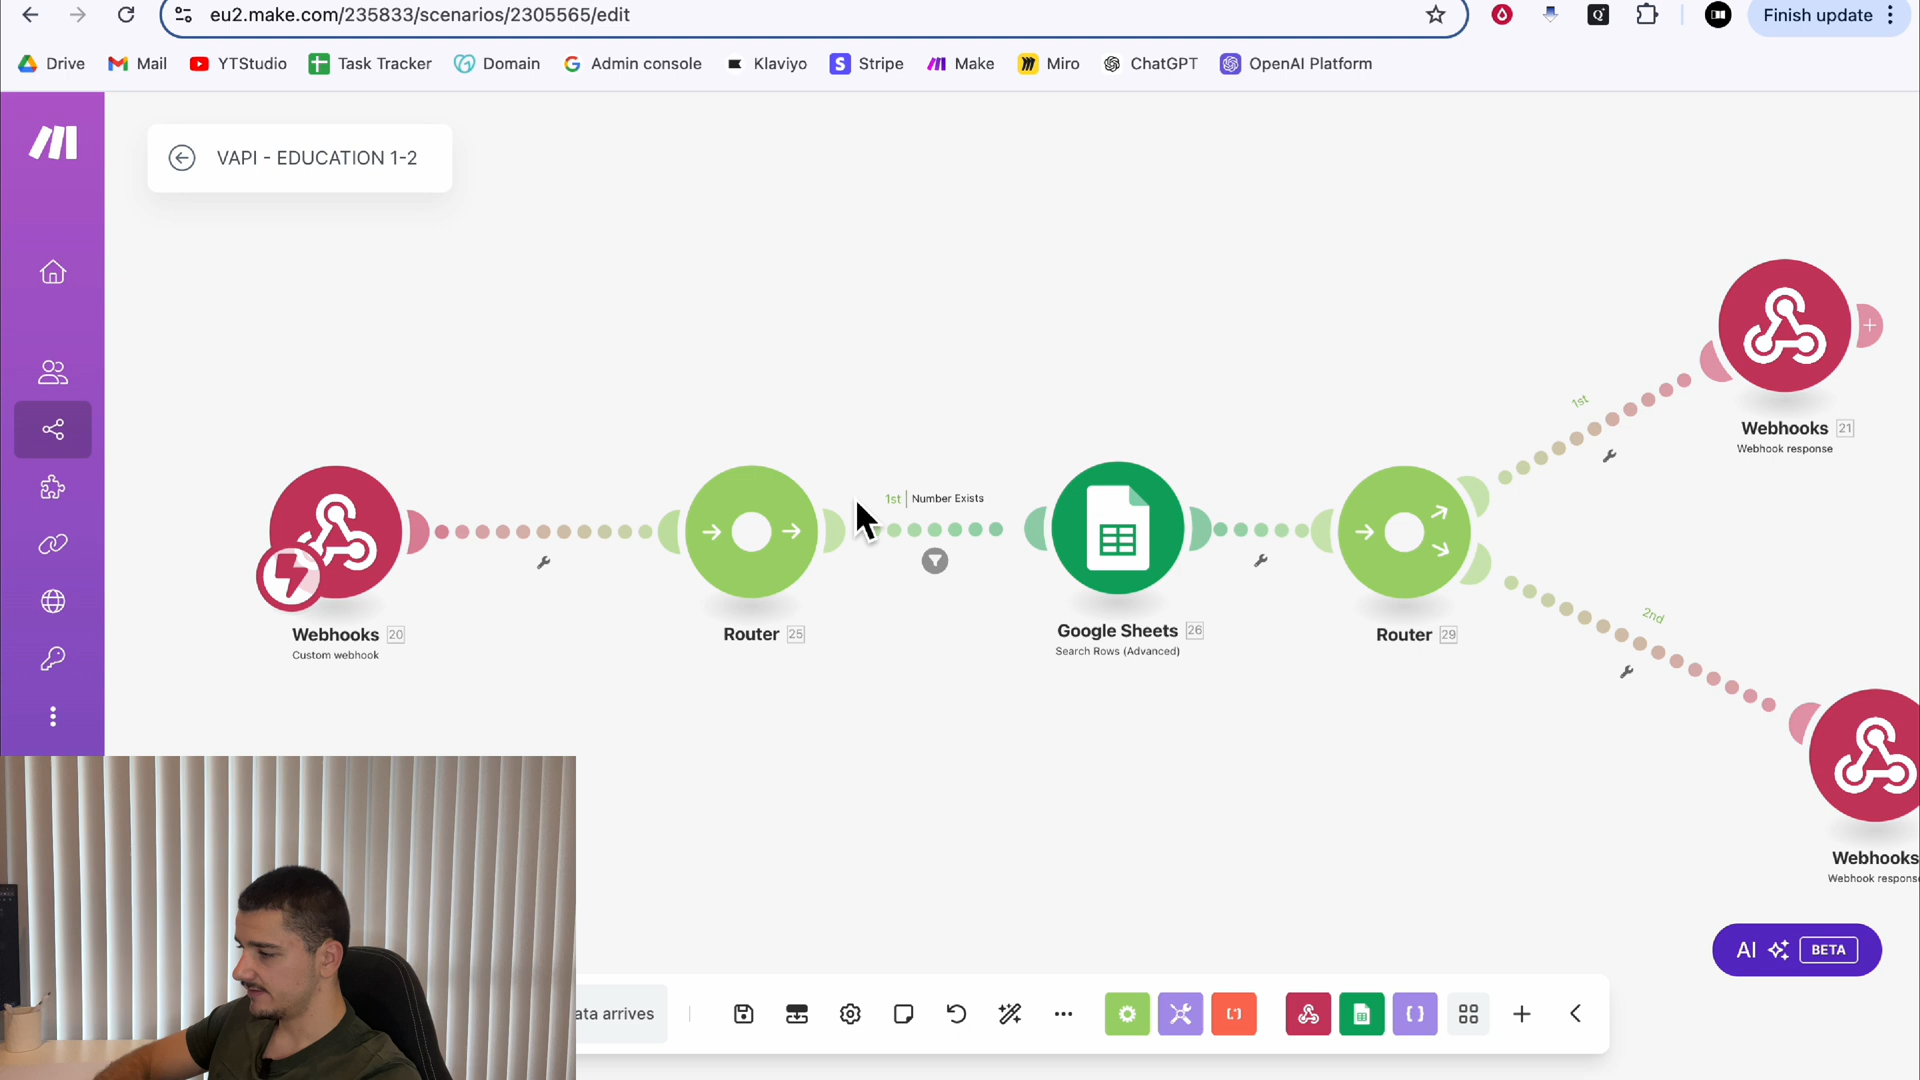 eu2.make.com/235833/scenarios/2305565/edit
Finish update
Drive
Mail
YTStudio
Task Tracker
Domain
Admin console
Klaviyo
Stripe
Make
Miro
ChatGPT
OpenAI Platform
VAPI - EDUCATION 1-2
1st
Webhooks 21
Webhook response
1st | Number Exists
Webhooks 20
Custom webhook
Router 25
Google Sheets 26
Search Rows (Advanced)
Router 29
2nd
Webhooks
Webhook response
AI BETA
ata arrives